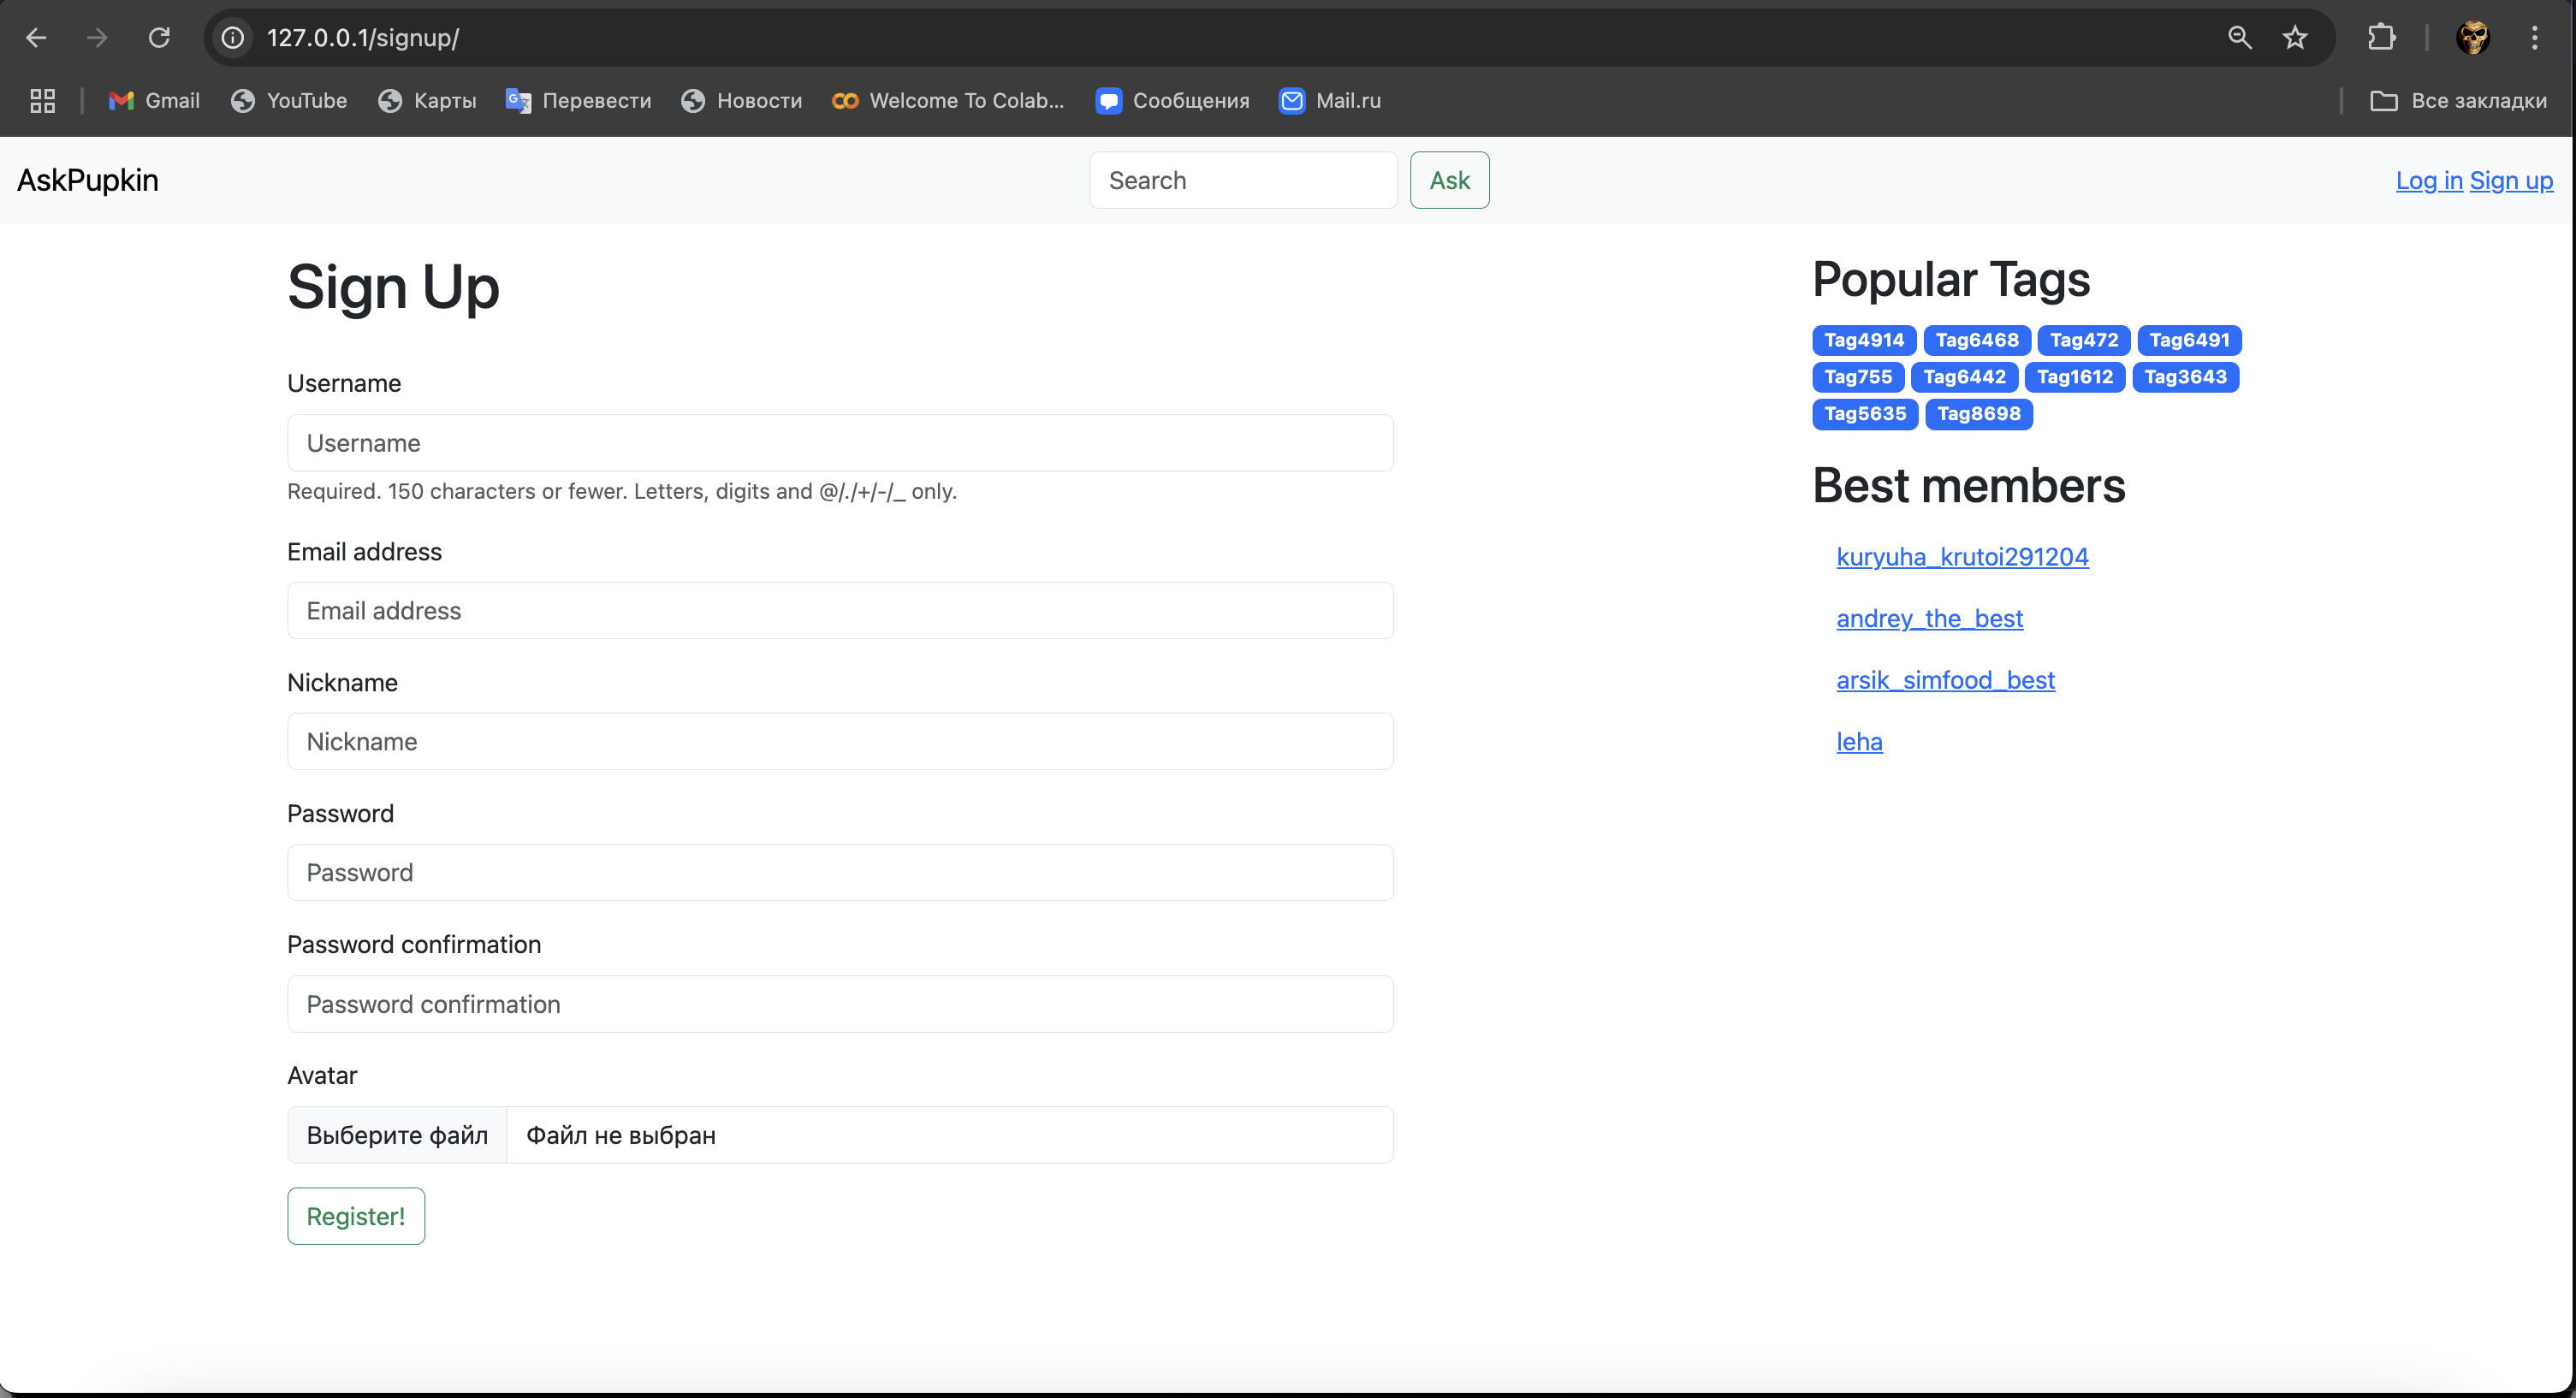 127.0.0.1/signup/
Gmail YouTube Карты Перевести Новости Welcome To Colab... Сообщения Mail.ru Все закладки
AskPupkin Search Ask Log in Sign up
Sign Up
Username
Username
Required. 150 characters or fewer. Letters, digits and @/./+/-/_ only.
Email address
Email address
Nickname
Nickname
Password
Password
Password confirmation
Password confirmation
Avatar
Выберите файл Файл не выбран
Register!
Popular Tags
Tag4914 Tag6468 Tag472 Tag6491
Tag755 Tag6442 Tag1612 Tag3643
Tag5635 Tag8698
Best members
kuryuha_krutoi291204
andrey_the_best
arsik_simfood_best
leha